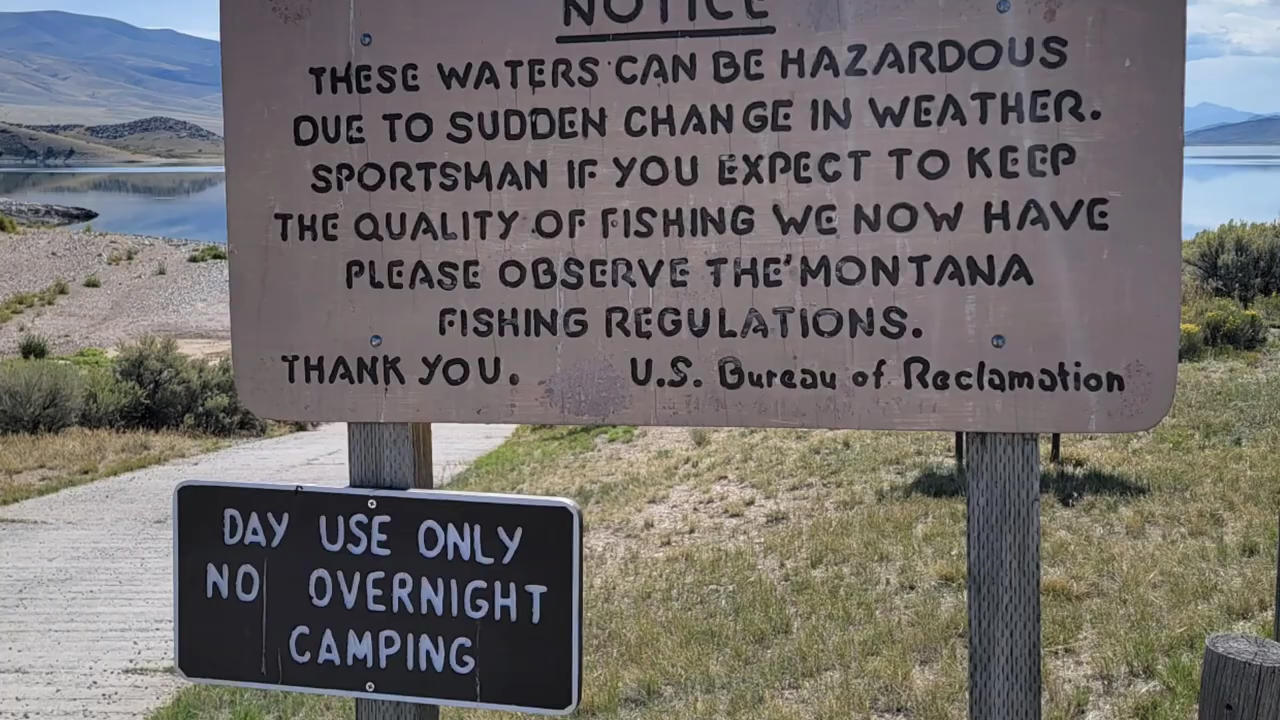 NOTICE
THESE WATERS CAN BE HAZARDOUS
DUE TO SUDDEN CHANGE IN WEATHER.
SPORTSMAN IF YOU EXPECT TO KEEP
THE QUALITY OF FISHING WE NOW HAVE
PLEASE OBSERVE THE MONTANA
FISHING REGULATIONS.
THANK YOU. U.S. Bureau of Reclamation
DAY USE ONLY
NO OVERNIGHT
CAMPING